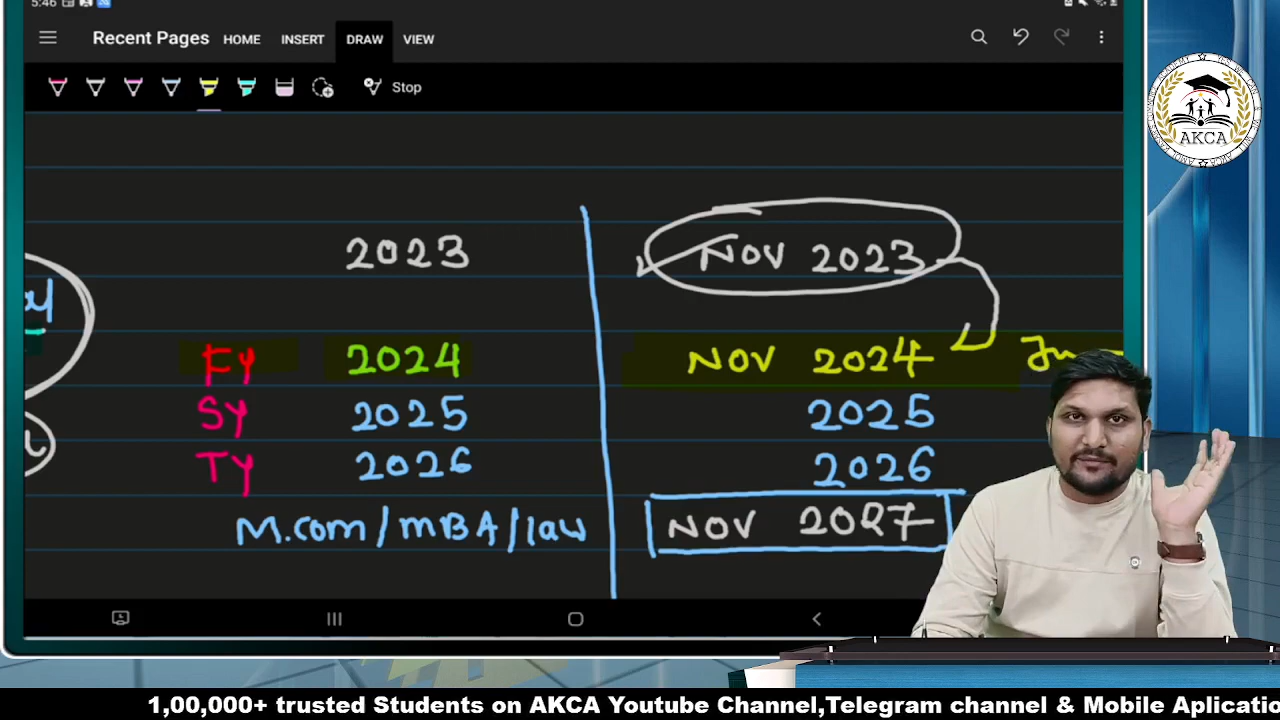 5:46
Recent Pages HOME INSERT DRAW VIEW
Stop
AKCA
2023 NOV 2023
FY 2024 NOV 2024
SY 2025 2025
TY 2026 2026
M.com/MBA/law NOV 2027
1,00,000+ trusted Students on AKCA Youtube Channel,Telegram channel & Mobile Aplicatio